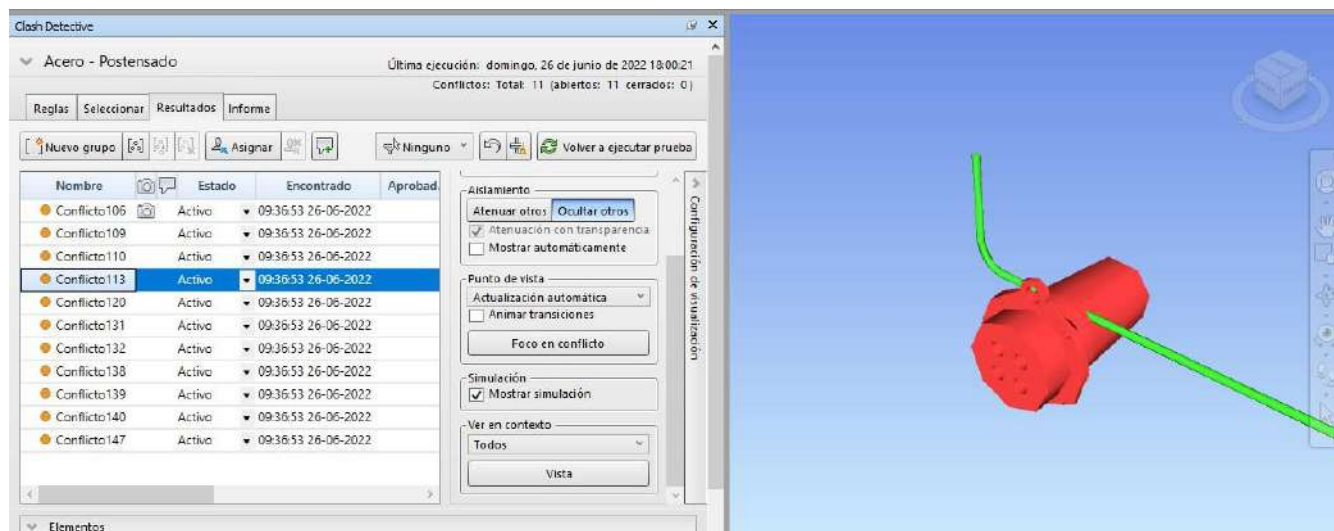 Clash Detective
Acero - Postensado
Última ejecución: domingo, 26 de junio de 2022 18:00:21
Conflictos: Total: 11 (abiertos: 11 cerrados: 0)
Reglas Seleccionar Resultados Informe
Nuevo grupo Asignar Ninguno Volver a ejecutar prueba
Nombre Estado Encontrado Aprobad.
Conflicto106 Activo 09:36:53 26-06-2022
Conflicto109 Activo 09:36:53 26-06-2022
Conflicto110 Activo 09:36:53 26-06-2022
Conflicto113 Activo 09:36:53 26-06-2022
Conflicto120 Activo 09:36:53 26-06-2022
Conflicto131 Activo 09:36:53 26-06-2022
Conflicto132 Activo 09:36:53 26-06-2022
Conflicto138 Activo 09:36:53 26-06-2022
Conflicto139 Activo 09:36:53 26-06-2022
Conflicto140 Activo 09:36:53 26-06-2022
Conflicto147 Activo 09:36:53 26-06-2022
Aislamiento
Atenuar otros Ocultar otros
Atenuación con transparencia
Mostrar automáticamente
Punto de vista
Actualización automática
Animar transiciones
Foco en conflicto
Simulación
Mostrar simulación
Ver en contexto
Todos
Vista
Configuración de visualización
Elementos